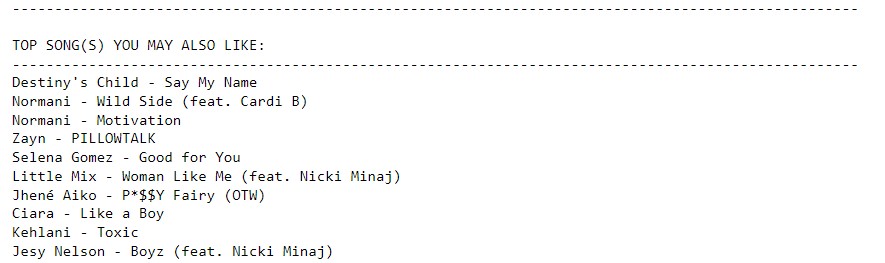 TOP SONG(S) YOU MAY ALSO LIKE:
Destiny's Child - Say My Name
Normani - Wild Side (feat. Cardi B)
Normani - Motivation
Zayn - PILLOWTALK
Selena Gomez - Good for You
Little Mix - Woman Like Me (feat. Nicki Minaj)
Jhené Aiko - P*$$Y Fairy (OTW)
Ciara - Like a Boy
Kehlani - Toxic
Jesy Nelson - Boyz (feat. Nicki Minaj)